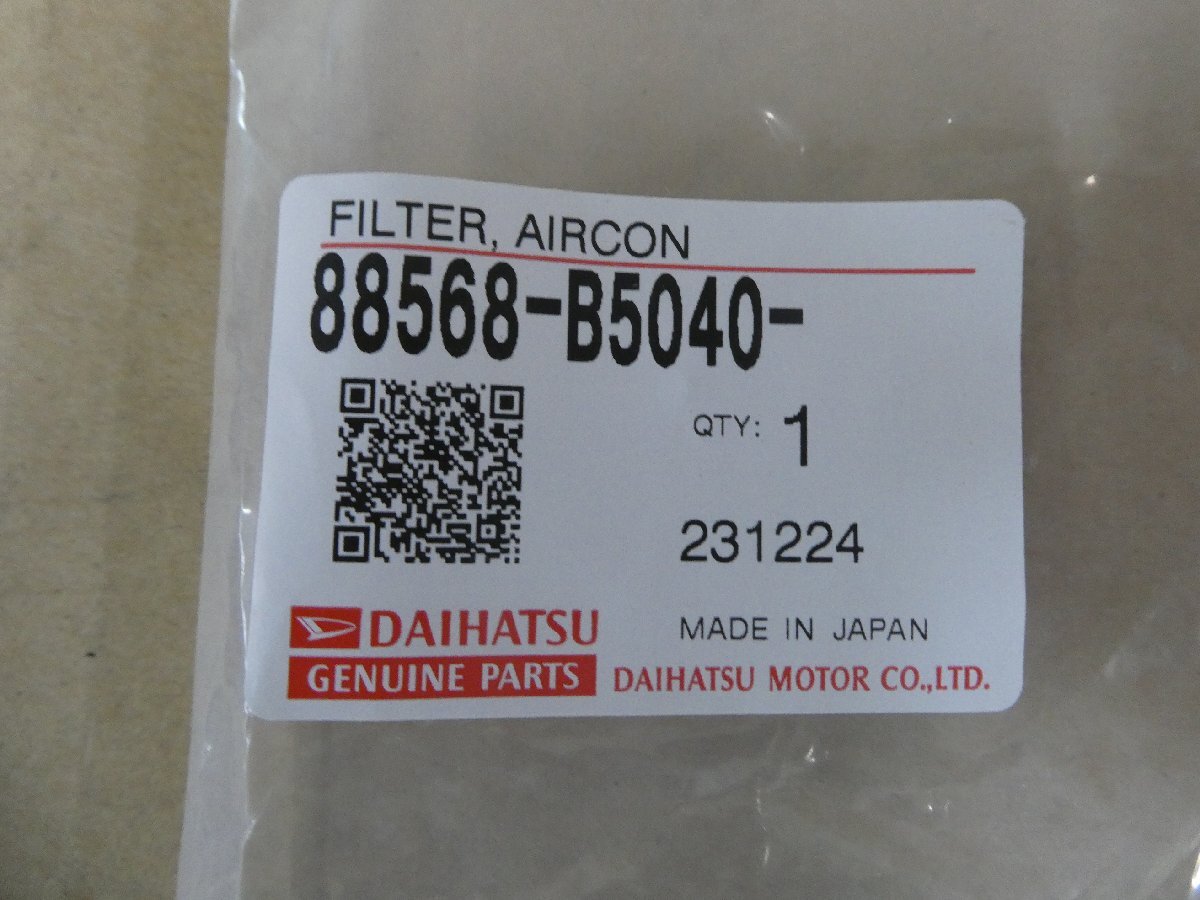 FILTER, AIRCON
88568-B5040-
QTY: 1
231224
DAIHATSU
MADE IN JAPAN
GENUINE PARTS
DAIHATSU MOTOR CO.,LTD.